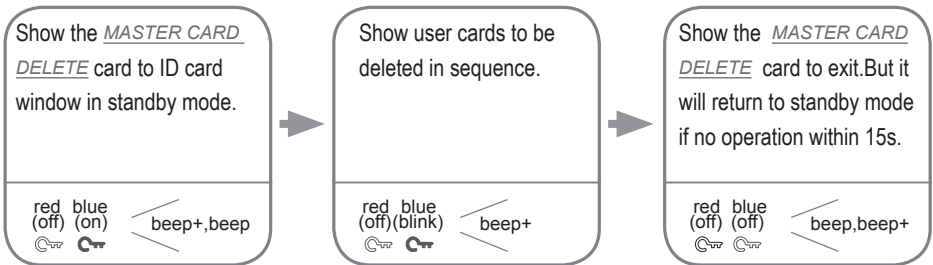 Show the MASTER CARD
DELETE card to ID card
window in standby mode.
red blue
(off) (on)
beep+,beep
Show user cards to be
deleted in sequence.
red blue
(off)(blink)
beep+
Show the MASTER CARD
DELETE card to exit.But it
will return to standby mode
if no operation within 15s.
red blue
(off) (off)
beep,beep+